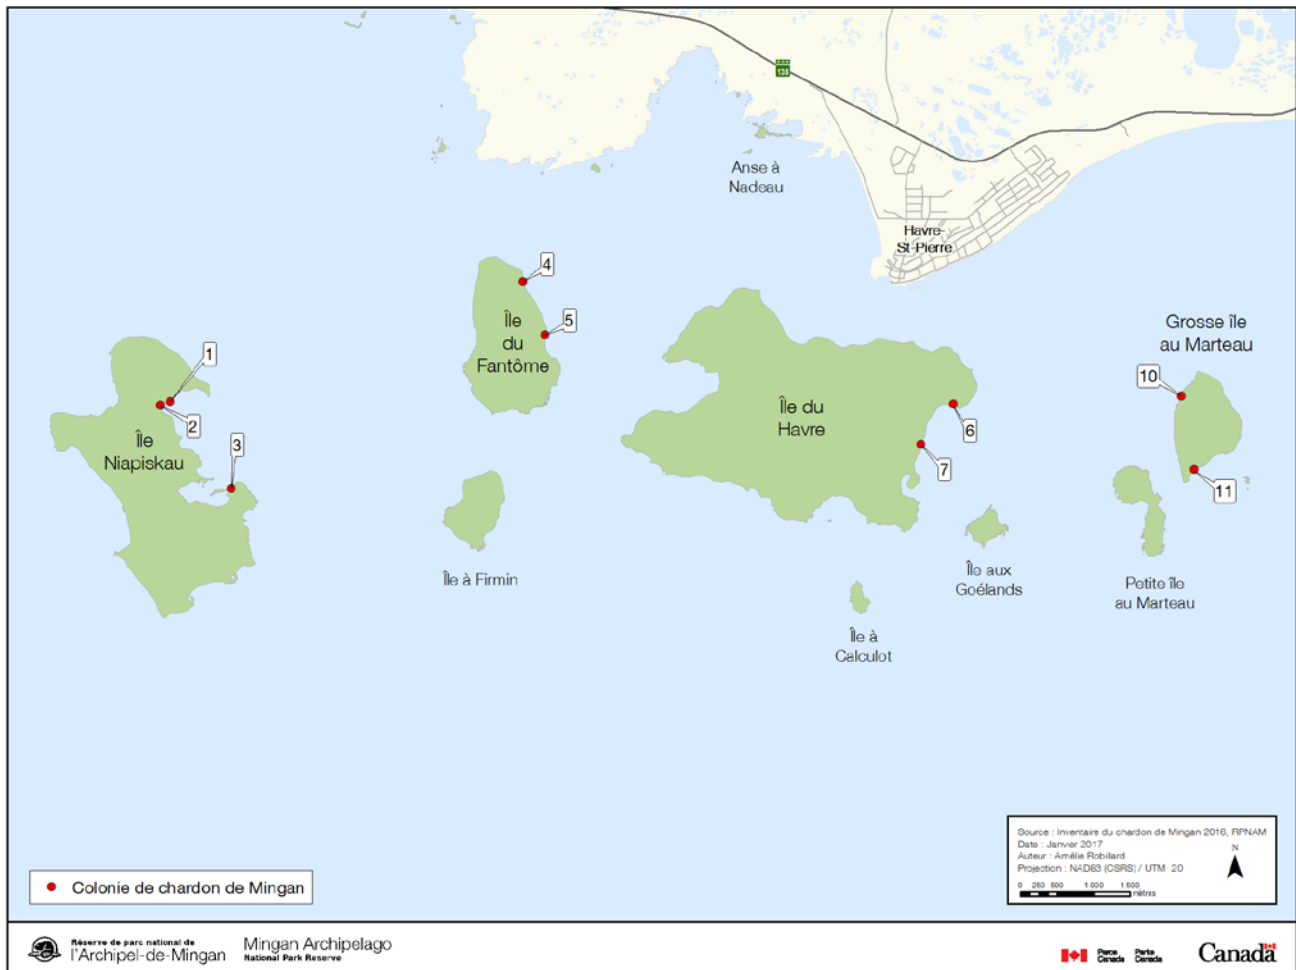 138
Anse à
Nadeau
Havre-
St-Pierre
4
Île
du
Fantôme
5
Grosse île
au Marteau
1
10
2
Île
Niapiskau
3
Île du
Havre
6
7
11
Île à Firmin
Île aux
Goélands
Petite île
au Marteau
Île à
Calculot
Source : Inventaire du chardon de Mingan 2016, RPNAM
Date : Janvier 2017
Auteur : Amélie Robillard
Projection : NAD83 (CSRS) / UTM 20
N
0 250 500 1 000 1 500
mètres
Colonie de chardon de Mingan
Réserve de parc national de
l'Archipel-de-Mingan
Mingan Archipelago
National Park Reserve
Parcs
Canada
Parks
Canada
Canada